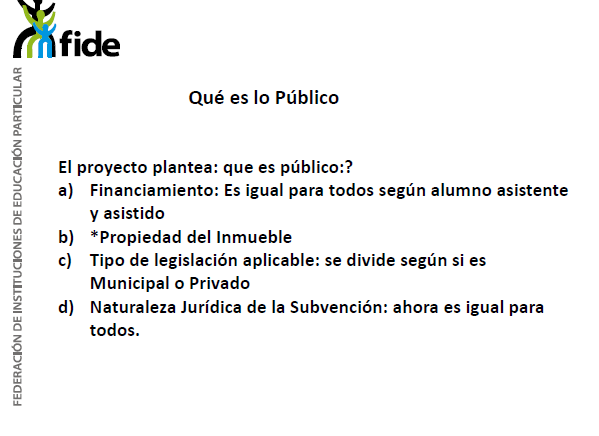 fide
FEDERACIÓN DE INSTITUCIONES DE EDUCACIÓN PARTICULAR
Qué es lo Público
El proyecto plantea: que es público:?
a) Financiamiento: Es igual para todos según alumno asistente
y asistido
b) *Propiedad del Inmueble
c) Tipo de legislación aplicable: se divide según si es
Municipal o Privado
d) Naturaleza Jurídica de la Subvención: ahora es igual para
todos.